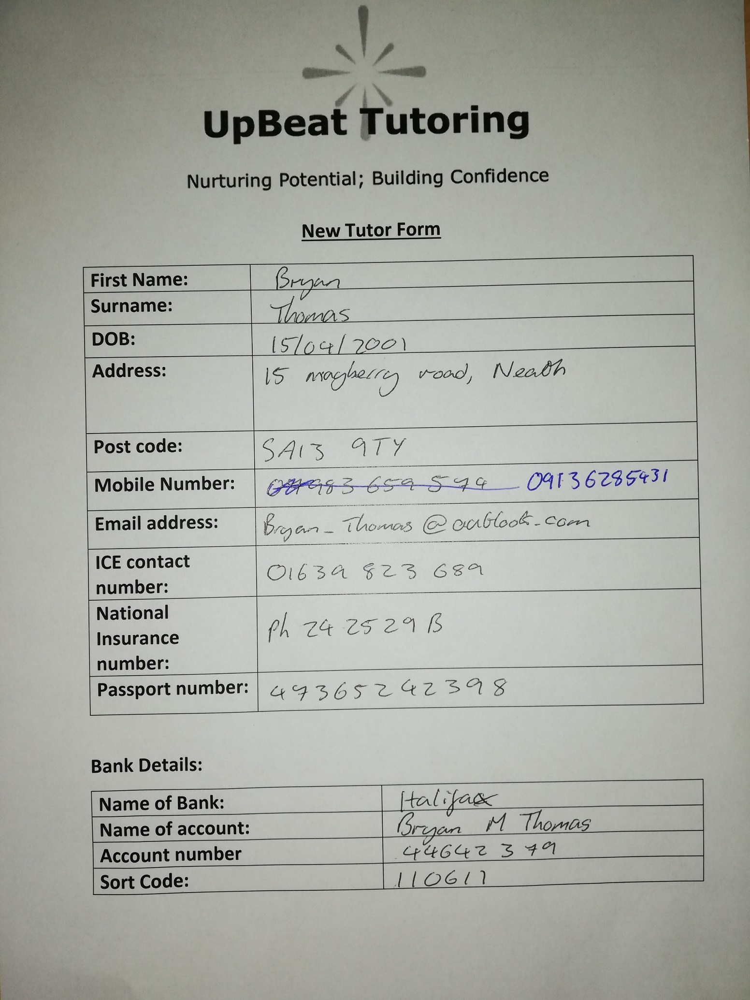 UpBeat Tutoring
Nurturing Potential; Building Confidence
New Tutor Form
First Name: Bryan
Surname: Thomas
DOB: 15/04/2001
Address: 15 mayberry road, Neath
Post code: SA13 9TY
Mobile Number: 983 659 574 09136285431
Email address: Bryan_Thomas@outlook.com
ICE contact
number: 01639 823 689
National
Insurance
number: Ph 24 25 29 B
Passport number: 47365242398
Bank Details:
Name of Bank: Halifax
Name of account: Bryan M Thomas
Account number 44642379
Sort Code: 110611